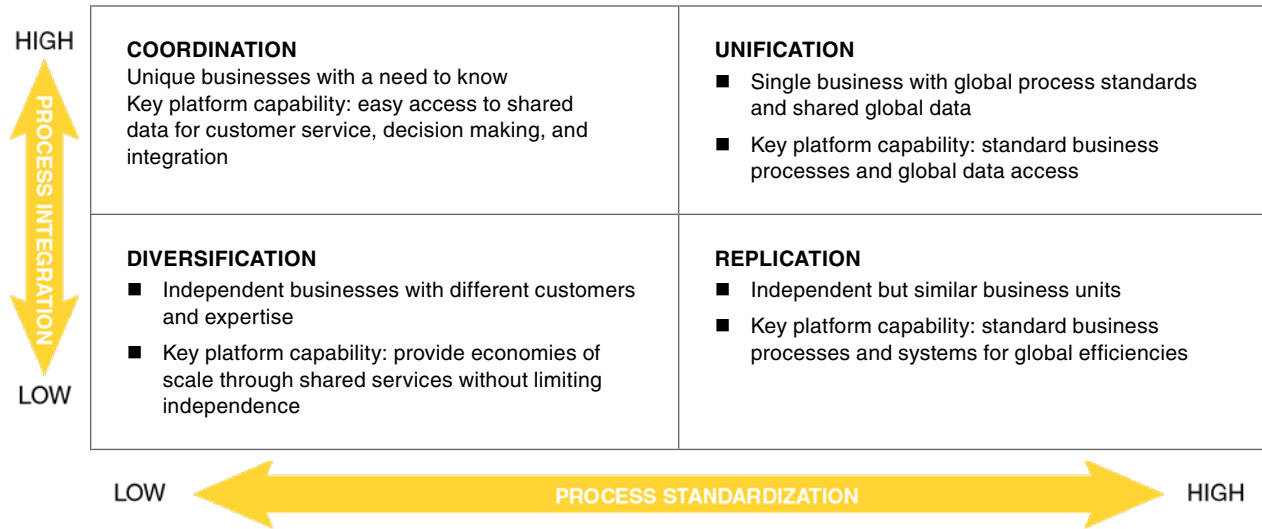 HIGH
PROCESS INTEGRATION
LOW
COORDINATION
Unique businesses with a need to know
Key platform capability: easy access to shared
data for customer service, decision making, and
integration
UNIFICATION
■ Single business with global process standards
and shared global data
■ Key platform capability: standard business
processes and global data access
DIVERSIFICATION
■ Independent businesses with different customers
and expertise
■ Key platform capability: provide economies of
scale through shared services without limiting
independence
REPLICATION
■ Independent but similar business units
■ Key platform capability: standard business
processes and systems for global efficiencies
LOW
PROCESS STANDARDIZATION
HIGH